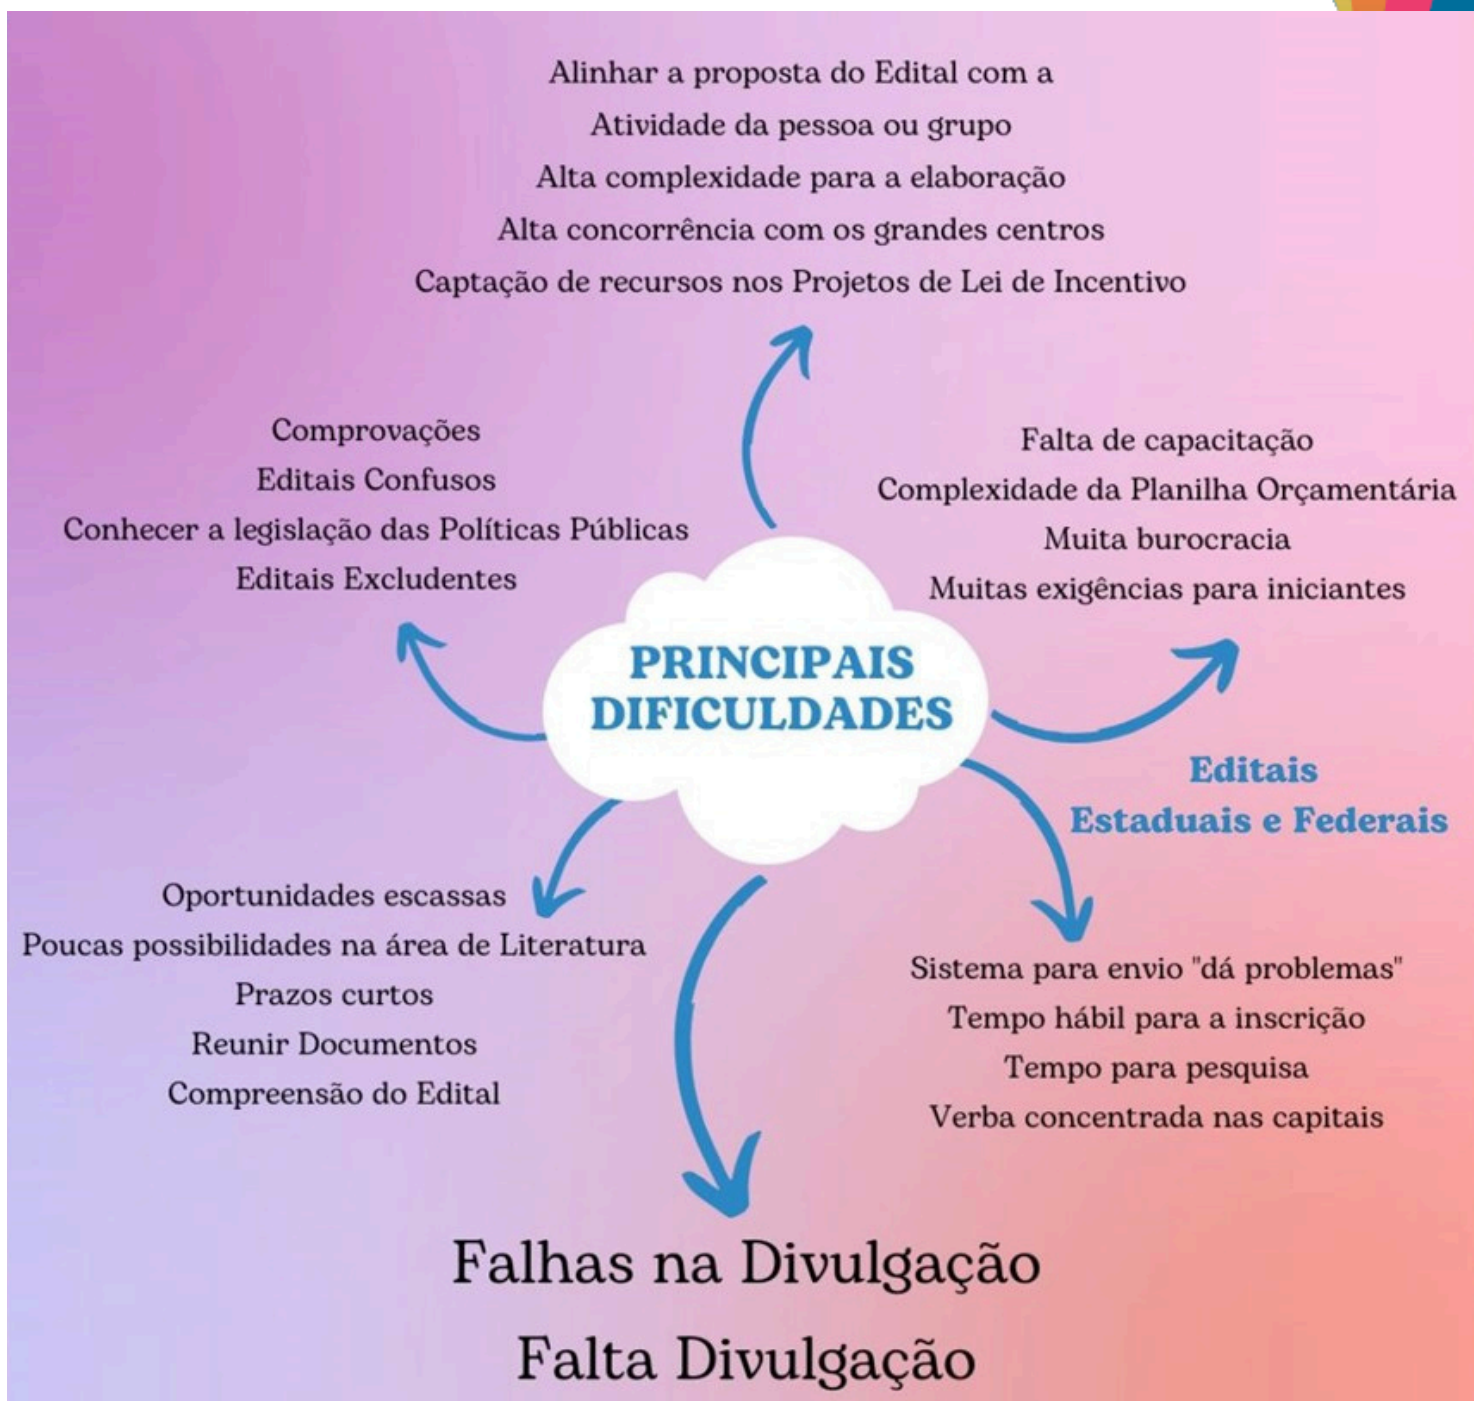 Alinhar a proposta do Edital com a
Atividade da pessoa ou grupo
Alta complexidade para a elaboração
Alta concorrência com os grandes centros
Captação de recursos nos Projetos de Lei de Incentivo
Comprovações
Editais Confusos
Conhecer a legislação das Políticas Públicas
Editais Excludentes
Falta de capacitação
Complexidade da Planilha Orçamentária
Muita burocracia
Muitas exigências para iniciantes
PRINCIPAIS
DIFICULDADES
Editais
Estaduais e Federais
Oportunidades escassas
Poucas possibilidades na área de Literatura
Prazos curtos
Reunir Documentos
Compreensão do Edital
Sistema para envio "dá problemas"
Tempo hábil para a inscrição
Tempo para pesquisa
Verba concentrada nas capitais
Falhas na Divulgação
Falta Divulgação